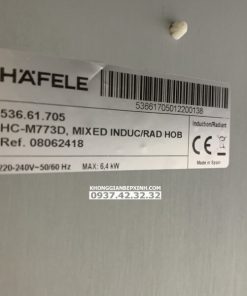 HÄFELE
53661705012200138
536.61.705
HC-M773D, MIXED INDUC/RAD HOB
Ref. 08062418
Induction/Radiant
Made in Spain
220-240V~50/60 Hz MAX: 6,4 kW
KHONGGIANBEPXINH.COM
0937.42.32.32